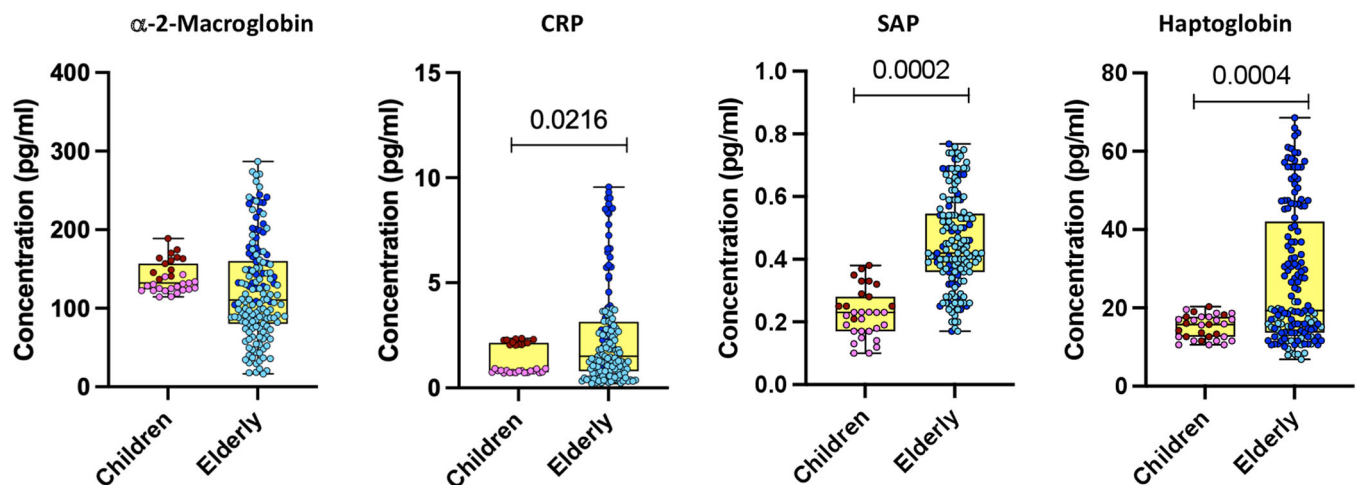 α-2-Macroglobin
Concentration (pg/ml)
400
300
200
100
0
Children
Elderly
CRP
Concentration (pg/ml)
15
10
5
0
0.0216
Children
Elderly
SAP
Concentration (pg/ml)
1.0
0.8
0.6
0.4
0.2
0.0
0.0002
Children
Elderly
Haptoglobin
Concentration (pg/ml)
80
60
40
20
0
0.0004
Children
Elderly